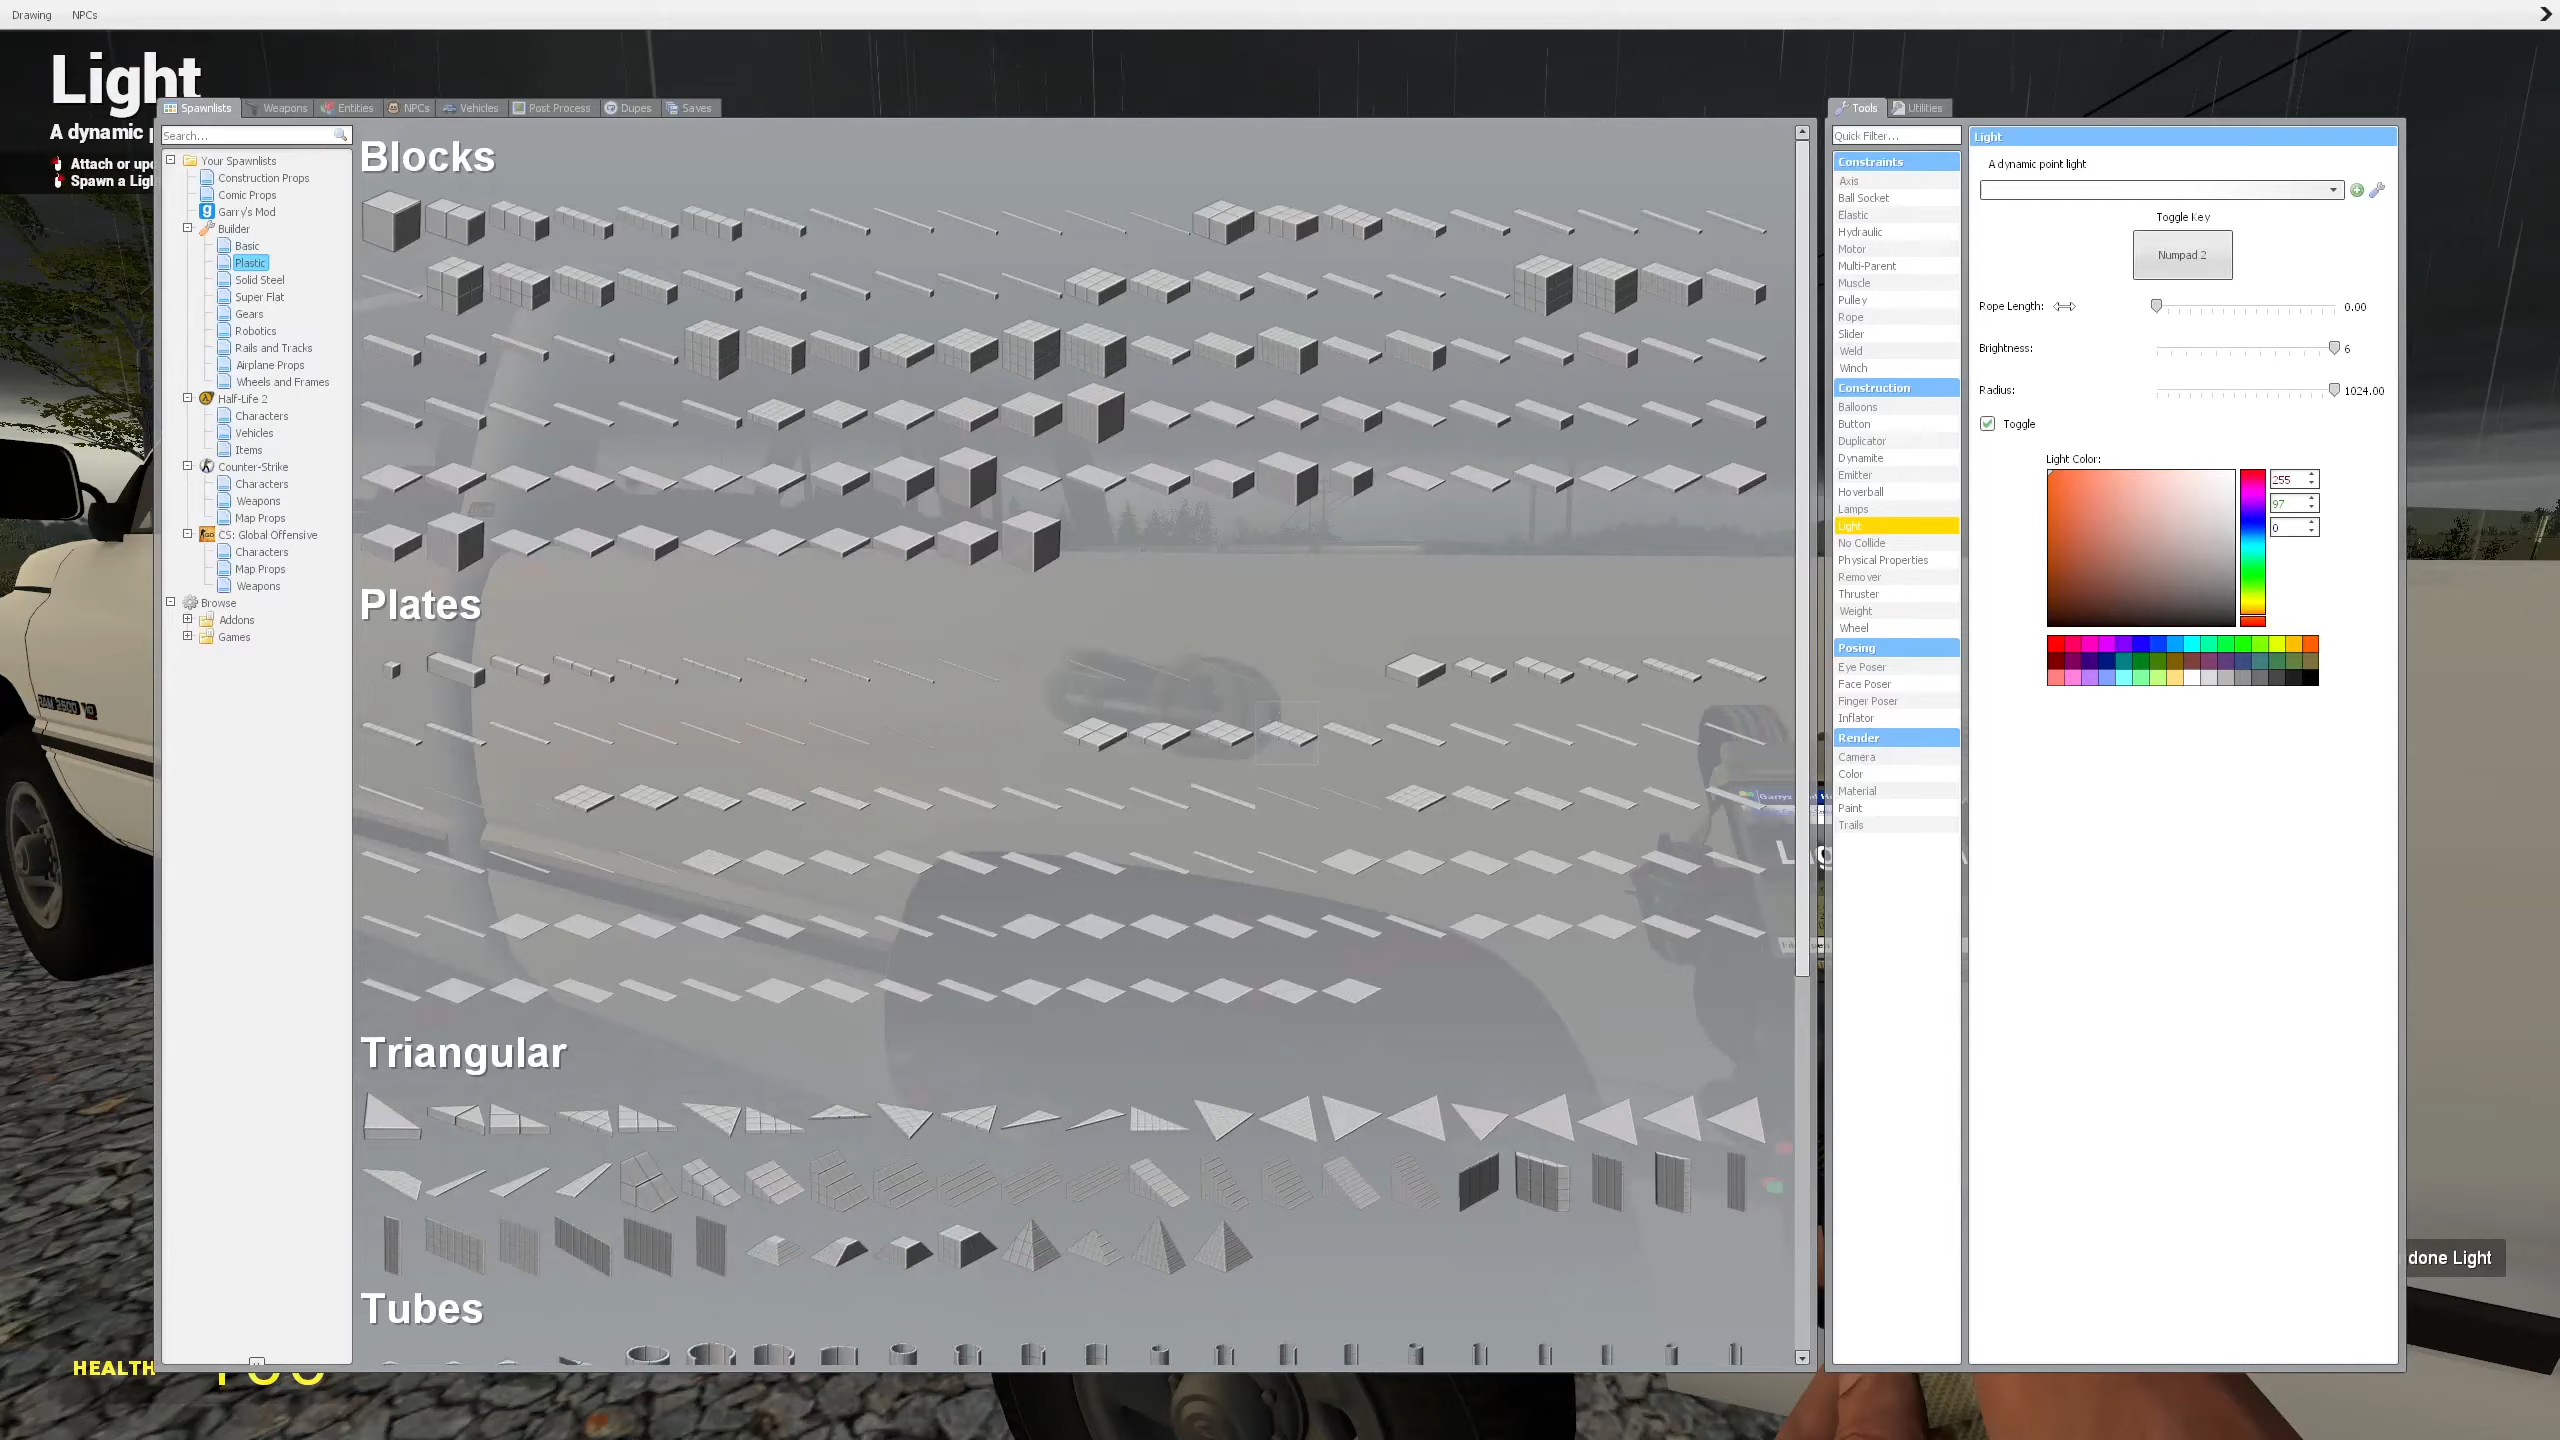 Drawing NPCs
Light
A dynamic p
Attach or upd
Spawn a Ligh
Spawnlists Weapons Entities NPCs Vehicles Post Process Dupes Saves
Search...
Your Spawnlists
Construction Props
Comic Props
Garry's Mod
Builder
Basic
Plastic
Solid Steel
Super Flat
Gears
Robotics
Rails and Tracks
Airplane Props
Wheels and Frames
Half-Life 2
Characters
Vehicles
Items
Counter-Strike
Characters
Weapons
Map Props
CS: Global Offensive
Characters
Map Props
Weapons
Browse
Addons
Games
Blocks
Plates
Triangular
Tubes
Tools Utilities
Quick Filter...
Constraints
Axis
Ball Socket
Elastic
Hydraulic
Motor
Multi-Parent
Muscle
Pulley
Rope
Slider
Weld
Winch
Construction
Balloons
Button
Duplicator
Dynamite
Emitter
Hoverball
Lamps
Light
No Collide
Physical Properties
Remover
Thruster
Weight
Wheel
Posing
Eye Poser
Face Poser
Finger Poser
Inflator
Render
Camera
Color
Material
Paint
Trails
Light
A dynamic point light
Toggle Key
Numpad 2
Rope Length: 0.00
Brightness: 6
Radius: 1024.00
Toggle
Light Color:
255
97
0
done Light
HEALTH
RAM 2500